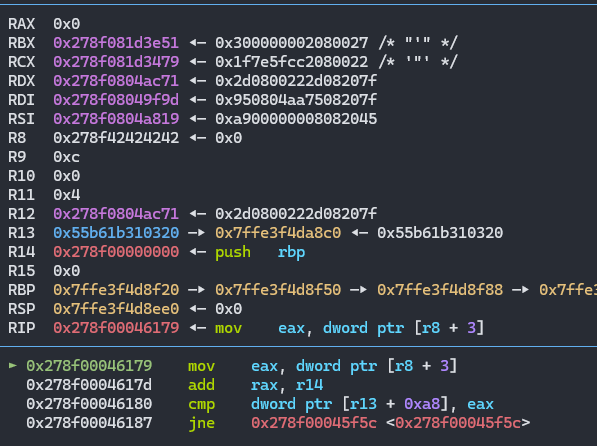 RAX 0x0
RBX 0x278f081d3e51 ◂— 0x300000002080027 /* "'" */
RCX 0x278f081d3479 ◂— 0x1f7e5fcc2080022 /* '"' */
RDX 0x278f0804ac71 ◂— 0x2d0800222d08207f
RDI 0x278f08049f9d ◂— 0x950804aa7508207f
RSI 0x278f0804a819 ◂— 0xa900000008082045
R8 0x278f42424242 ◂— 0x0
R9 0xc
R10 0x0
R11 0x4
R12 0x278f0804ac71 ◂— 0x2d0800222d08207f
R13 0x55b61b310320 —▸ 0x7ffe3f4da8c0 ◂— 0x55b61b310320
R14 0x278f00000000 ◂— push rbp
R15 0x0
RBP 0x7ffe3f4d8f20 —▸ 0x7ffe3f4d8f50 —▸ 0x7ffe3f4d8f88 —▸ 0x7ffe3
RSP 0x7ffe3f4d8ee0 ◂— 0x0
RIP 0x278f00046179 ◂— mov eax, dword ptr [r8 + 3]
► 0x278f00046179 mov eax, dword ptr [r8 + 3]
0x278f0004617d add rax, r14
0x278f00046180 cmp dword ptr [r13 + 0xa8], eax
0x278f00046187 jne 0x278f00045f5c <0x278f00045f5c>